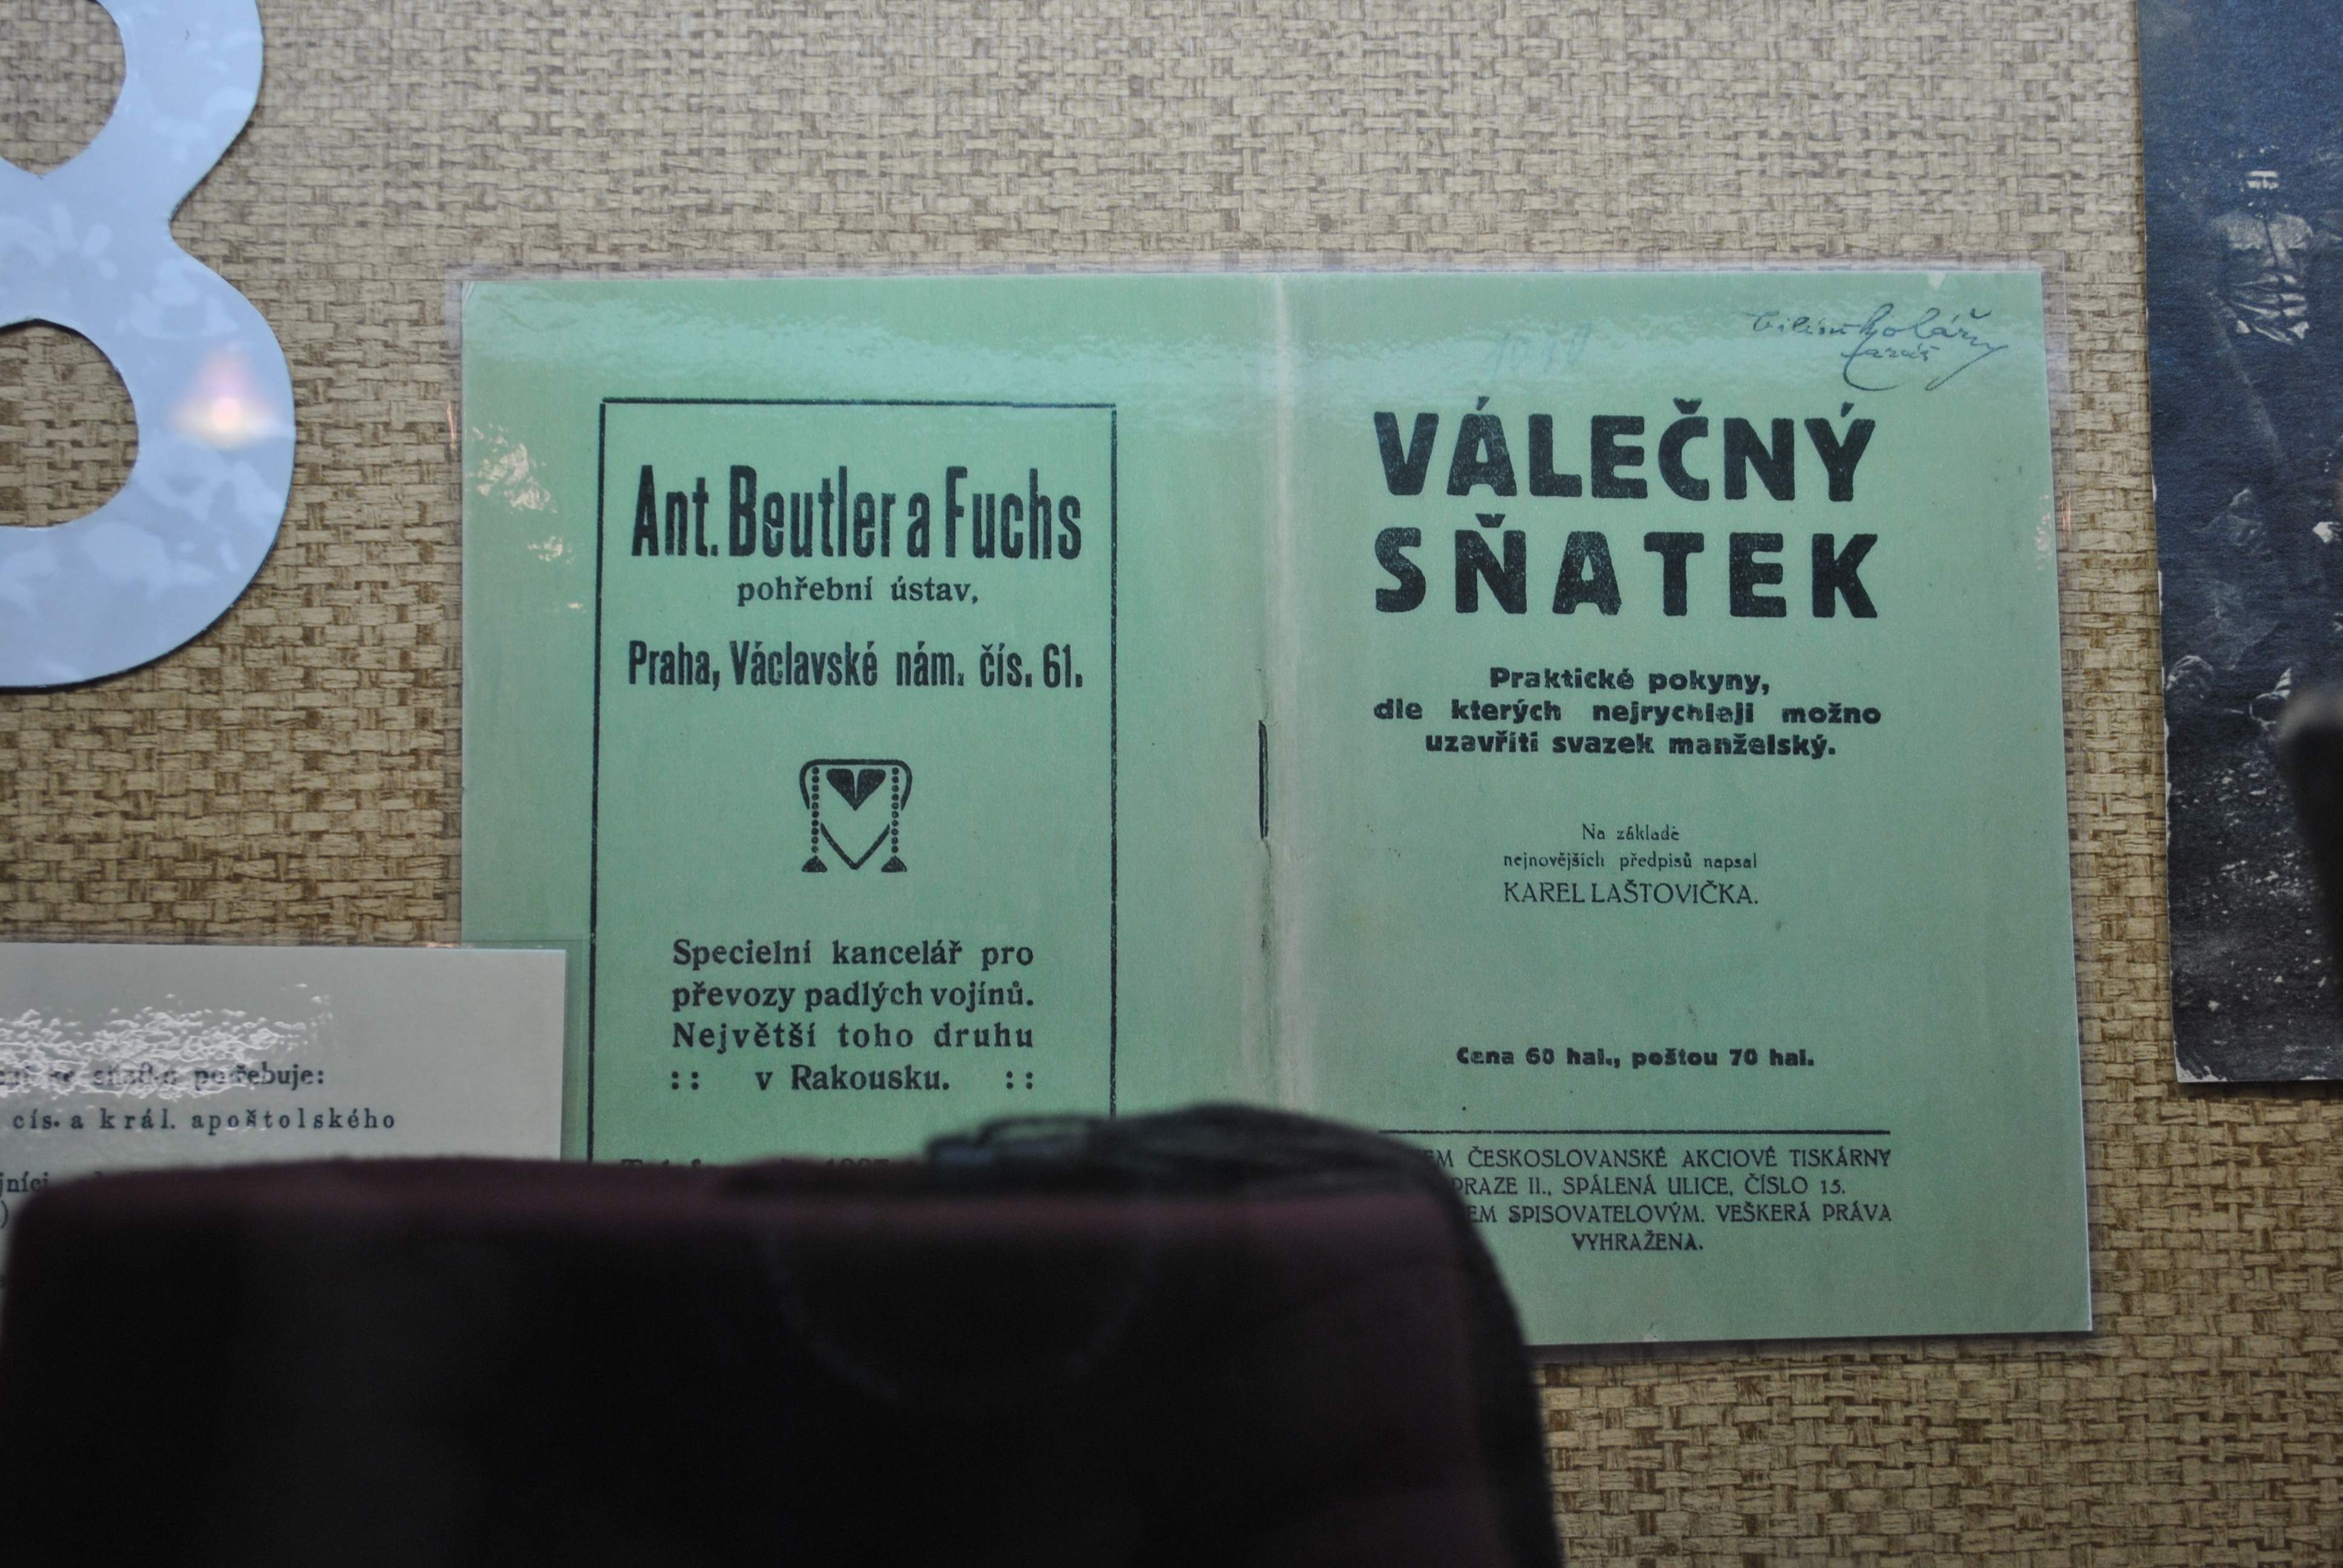 8
Ant. Beutler a Fuchs
pohřební ústav,
Praha, Václavské nám. čís. 61.
Specielní kancelář pro
převozy padlých vojínů.
Největší toho druhu
:: v Rakousku. ::
VÁLEČNÝ
SŇATEK
Praktické pokyny,
dle kterých nejrychleji možno
uzavříti svazek manželský.
Na základě
nejnovějších předpisů napsal
KAREL LAŠTOVIČKA.
Cena 60 hal., poštou 70 hal.
ČESKOSLOVANSKÉ AKCIOVÉ TISKÁRNY
PRAZE II., SPÁLENÁ ULICE, ČÍSLO 15.
SPISOVATELOVÝM. VEŠKERÁ PRÁVA
VYHRAŽENA.
potřebuje:
cís. a král. apoštolského